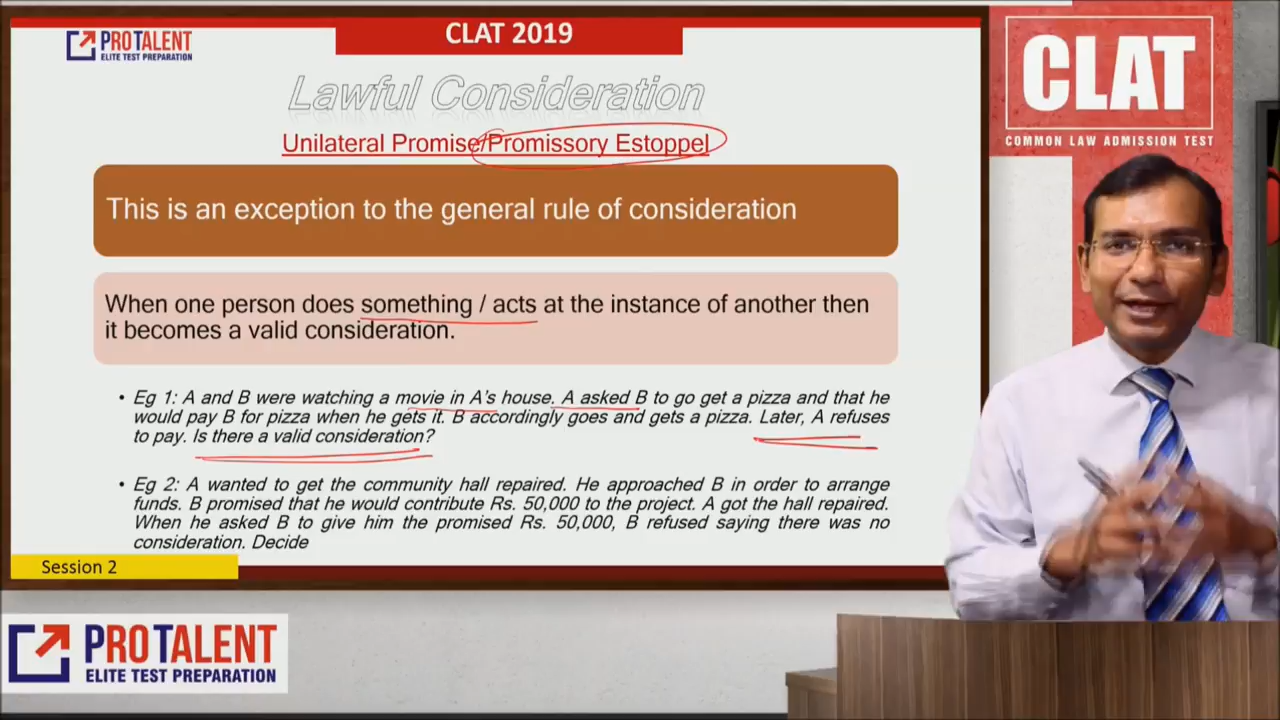 CLAT 2019
PROTALENT
ELITE TEST PREPARATION
Lawful Consideration
Unilateral Promise/Promissory Estoppel
This is an exception to the general rule of consideration
When one person does something / acts at the instance of another then
it becomes a valid consideration.
• Eg 1: A and B were watching a movie in A's house. A asked B to go get a pizza and that he
would pay B for pizza when he gets it. B accordingly goes and gets a pizza. Later, A refuses
to pay. Is there a valid consideration?
• Eg 2: A wanted to get the community hall repaired. He approached B in order to arrange
funds. B promised that he would contribute Rs. 50,000 to the project. A got the hall repaired.
When he asked B to give him the promised Rs. 50,000, B refused saying there was no
consideration. Decide
Session 2
CLAT
COMMON LAW ADMISSION TEST
PROTALENT
ELITE TEST PREPARATION